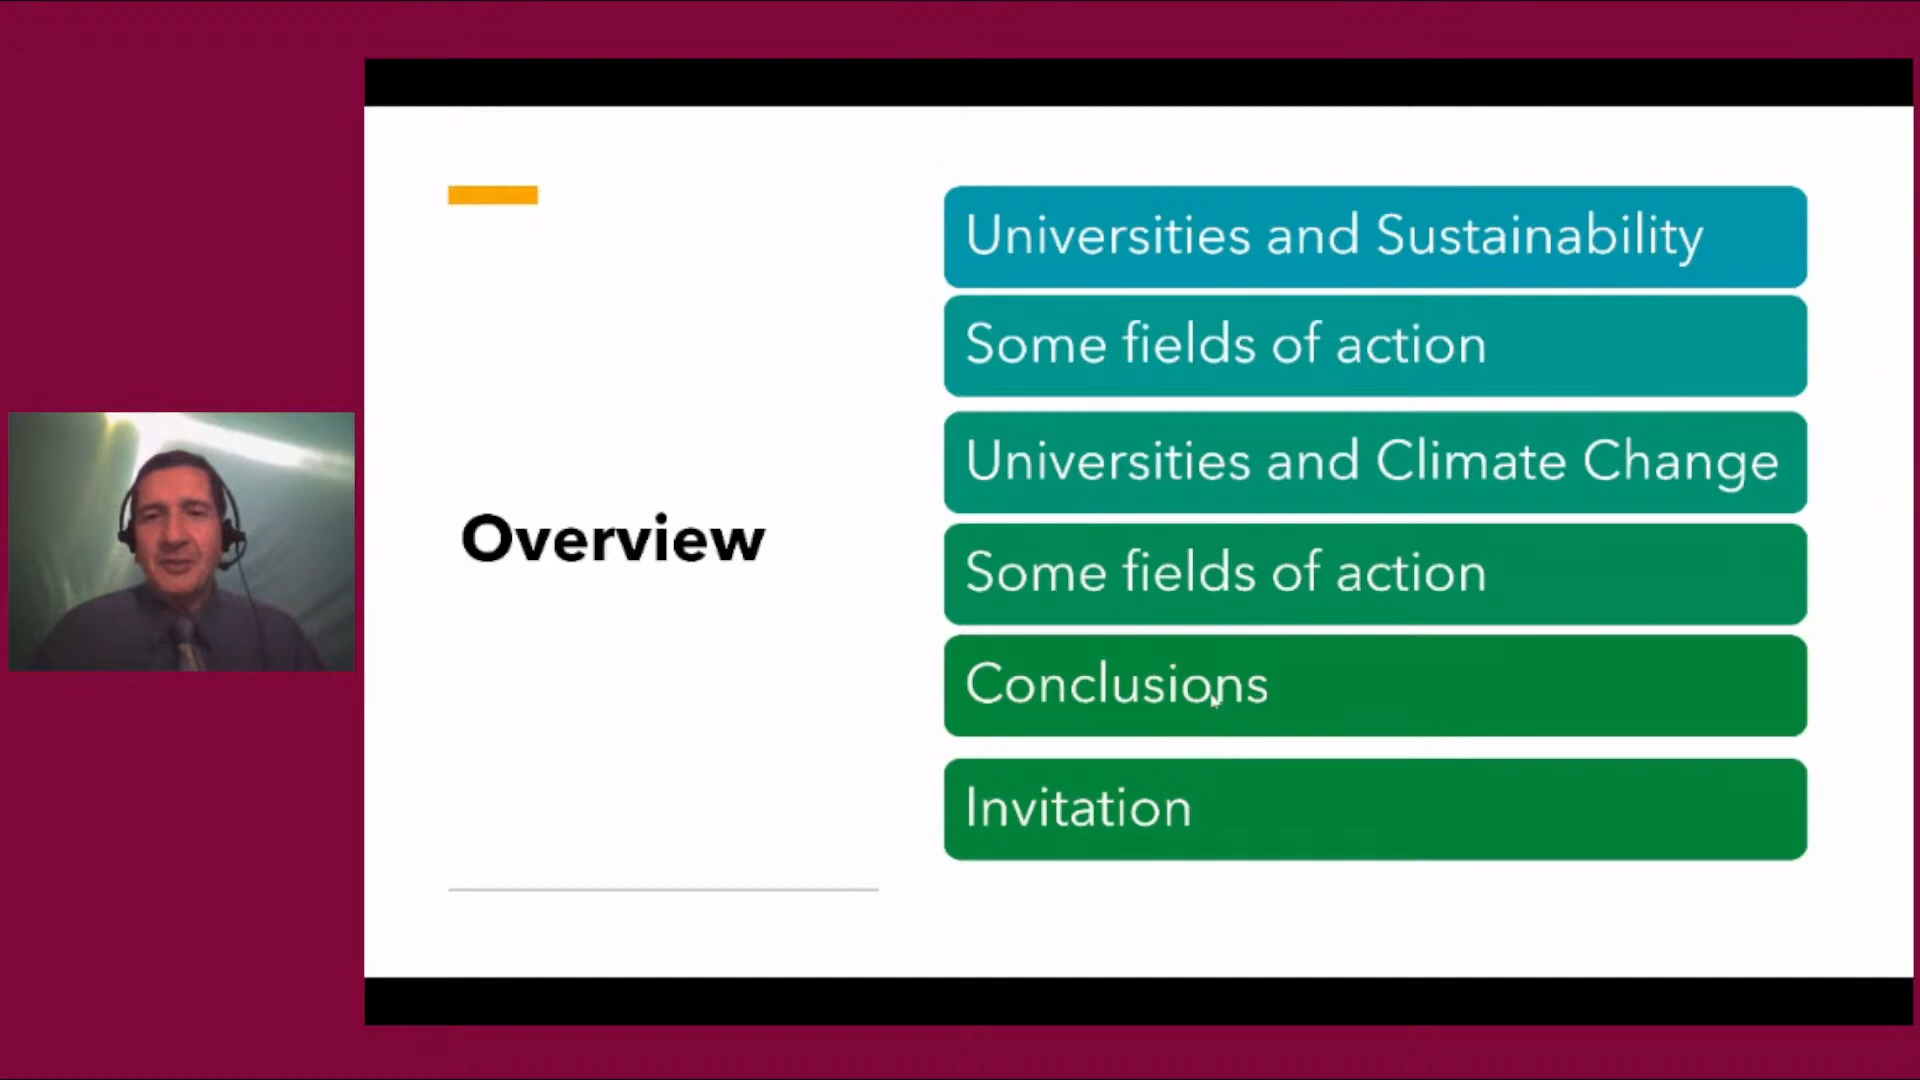 Overview
Universities and Sustainability
Some fields of action
Universities and Climate Change
Some fields of action
Conclusions
Invitation